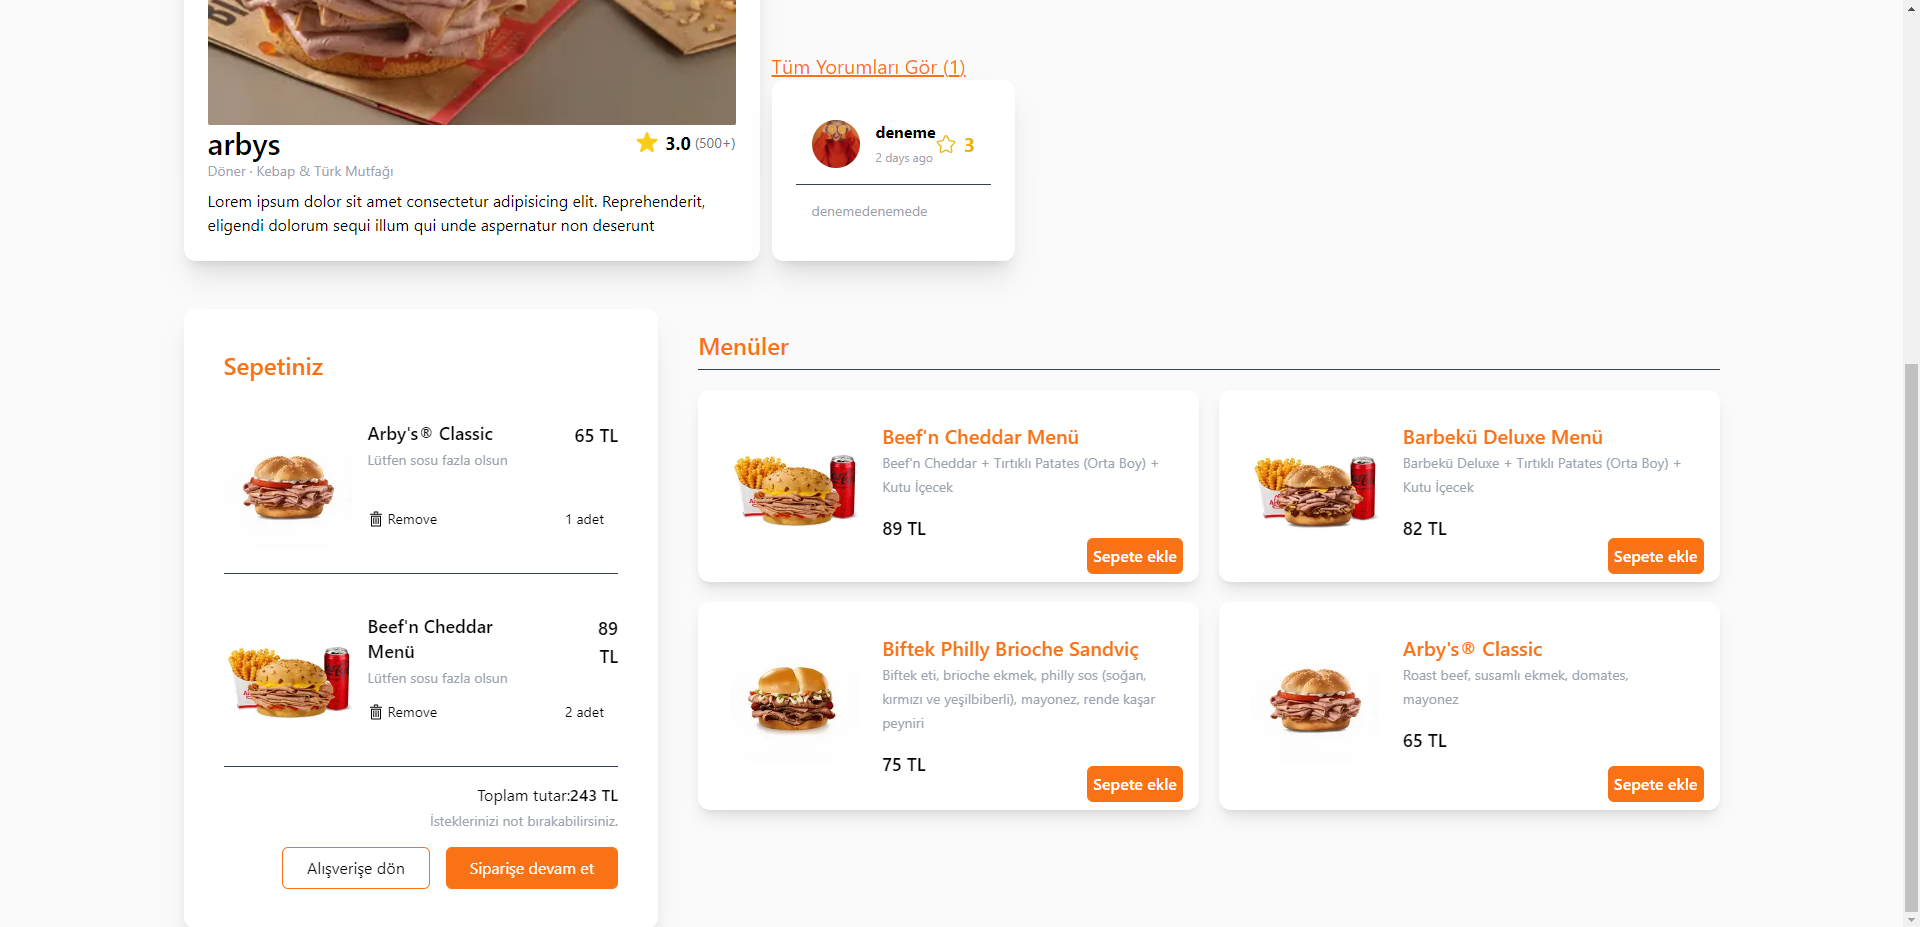 Tüm Yorumları Gör (1)
arbys
3.0 (500+)
Döner · Kebap & Türk Mutfağı
Lorem ipsum dolor sit amet consectetur adipisicing elit. Reprehenderit,
eligendi dolorum sequi illum qui unde aspernatur non deserunt
deneme
3
2 days ago
denemedenemede
Sepetiniz
Arby's® Classic
65 TL
Lütfen sosu fazla olsun
Remove
1 adet
Beef'n Cheddar
Menü
89
TL
Lütfen sosu fazla olsun
Remove
2 adet
Toplam tutar:243 TL
İsteklerinizi not bırakabilirsiniz.
Alışverişe dön
Siparişe devam et
Menüler
Beef'n Cheddar Menü
Beef'n Cheddar + Tırtıklı Patates (Orta Boy) +
Kutu İçecek
89 TL
Sepete ekle
Barbekü Deluxe Menü
Barbekü Deluxe + Tırtıklı Patates (Orta Boy) +
Kutu İçecek
82 TL
Sepete ekle
Biftek Philly Brioche Sandviç
Biftek eti, brioche ekmek, philly sos (soğan,
kırmızı ve yeşilbiberli), mayonez, rende kaşar
peyniri
75 TL
Sepete ekle
Arby's® Classic
Roast beef, susamlı ekmek, domates,
mayonez
65 TL
Sepete ekle